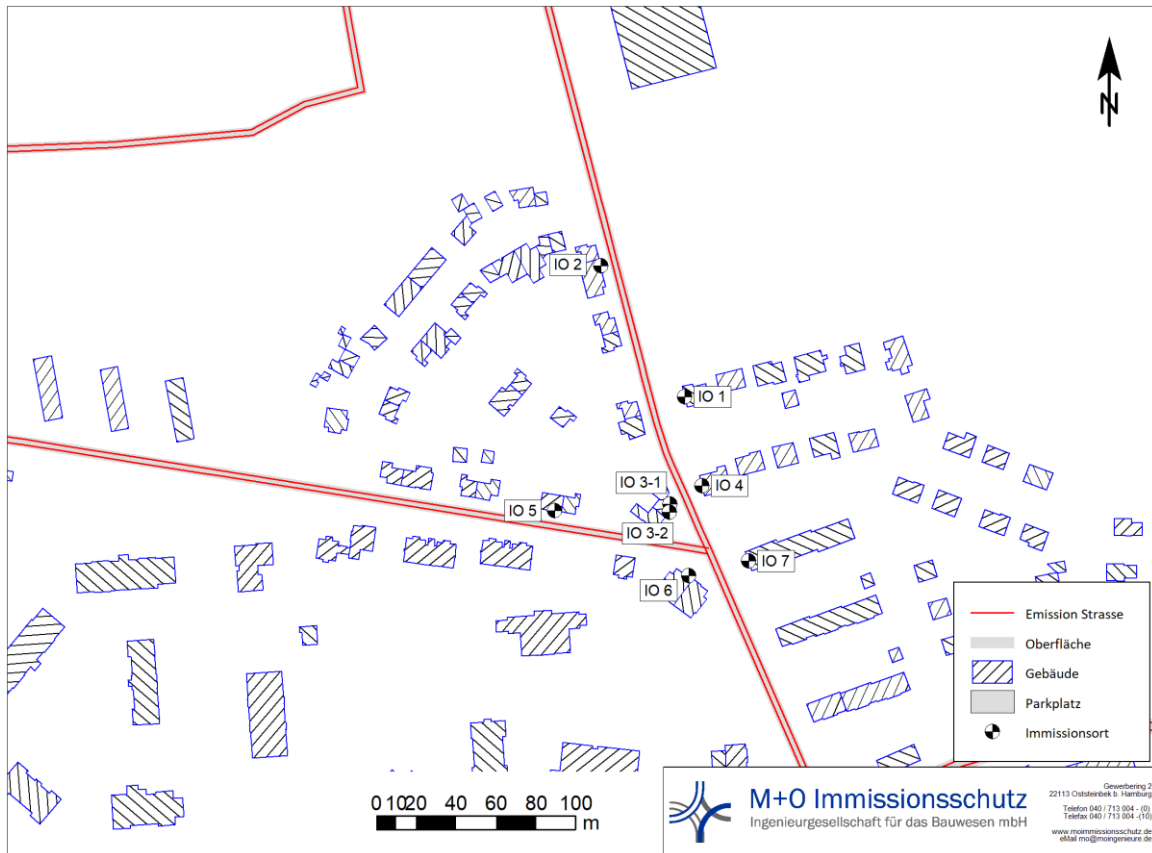 N
IO 2
IO 1
IO 3-1
IO 4
IO 5
IO 3-2
IO 7
IO 6
Emission Strasse
Oberfläche
Gebäude
Parkplatz
Immissionsort
0 10 20 40 60 80 100
m
M+O Immissionsschutz
Ingenieurgesellschaft für das Bauwesen mbH
Gewerbering 2
22113 Oststeinbek b. Hamburg
Telefon 040 / 713 004 - (0)
Telefax 040 / 713 004 -(10)
www.moimmissionsschutz.de
eMail mo@moingenieure.de